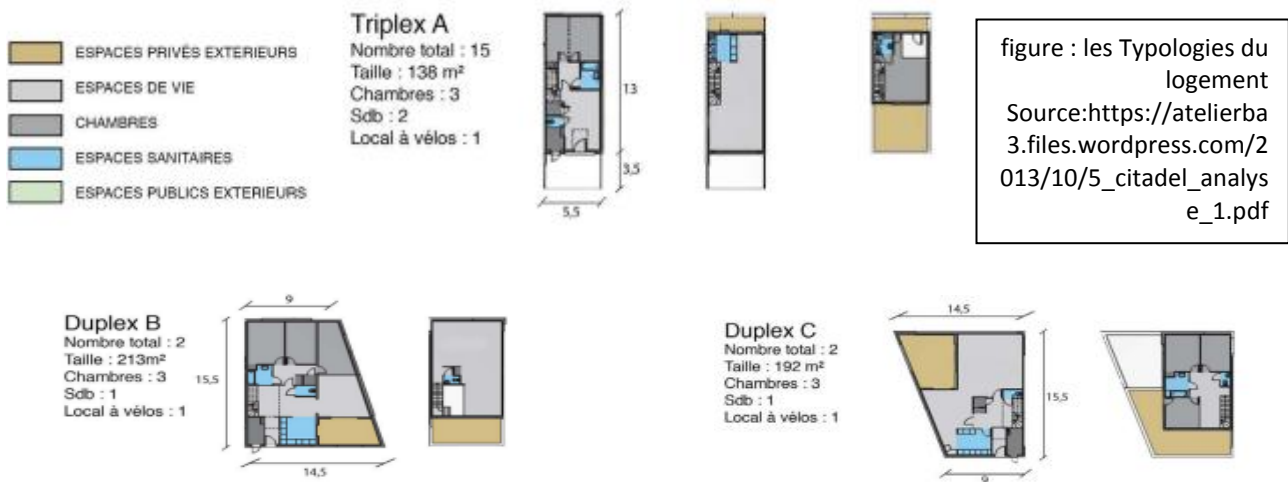 ESPACES PRIVÉS EXTERIEURS
ESPACES DE VIE
CHAMBRES
ESPACES SANITAIRES
ESPACES PUBLICS EXTERIEURS
Triplex A
Nombre total : 15
Taille : 138 m²
Chambres : 3
Sdb : 2
Local à vélos : 1
13
3,5
5,5
figure : les Typologies du
logement
Source:https://atelierba
3.files.wordpress.com/2
013/10/5_citadel_analys
e_1.pdf
Duplex B
Nombre total : 2
Taille : 213m²
Chambres : 3
Sdb : 1
Local à vélos : 1
9
15,5
14,5
Duplex C
Nombre total : 2
Taille : 192 m²
Chambres : 3
Sdb : 1
Local à vélos : 1
14,5
15,5
9